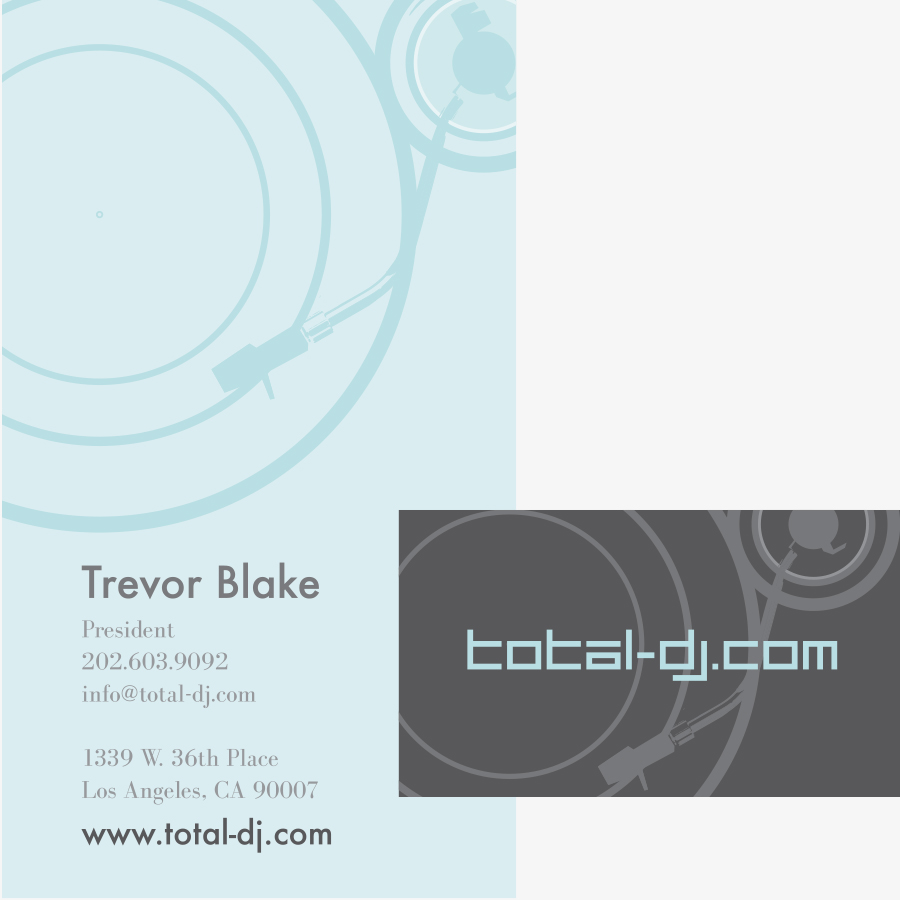 Trevor Blake
President
202.603.9092
info@total-dj.com
1339 W. 36th Place
Los Angeles, CA 90007
www.total-dj.com
total-dj.com